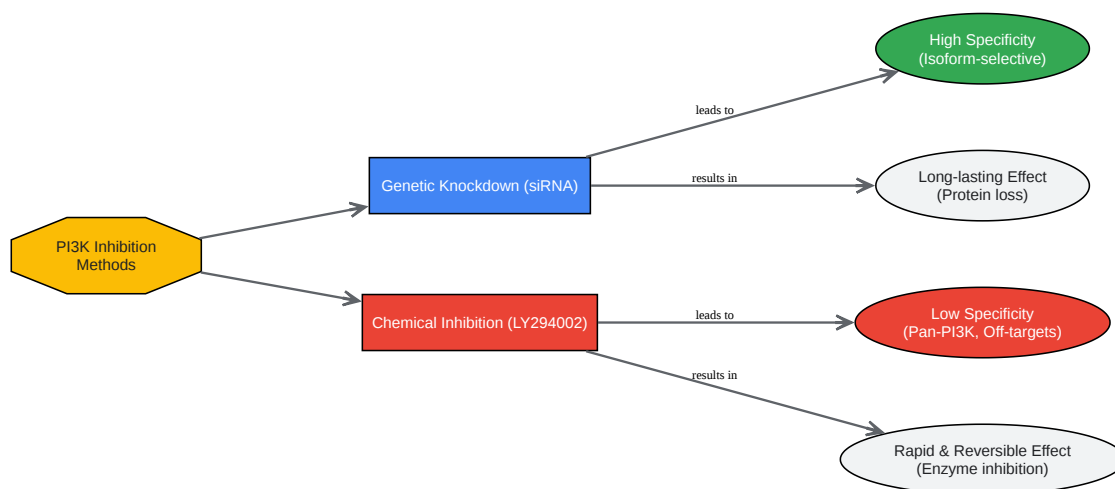 High Specificity
(Isoform-selective)
leads to
Genetic Knockdown (siRNA)
results in
Long-lasting Effect
(Protein loss)
PI3K Inhibition
Methods
Chemical Inhibition (LY294002)
leads to
Low Specificity
(Pan-PI3K, Off-targets)
results in
Rapid & Reversible Effect
(Enzyme inhibition)